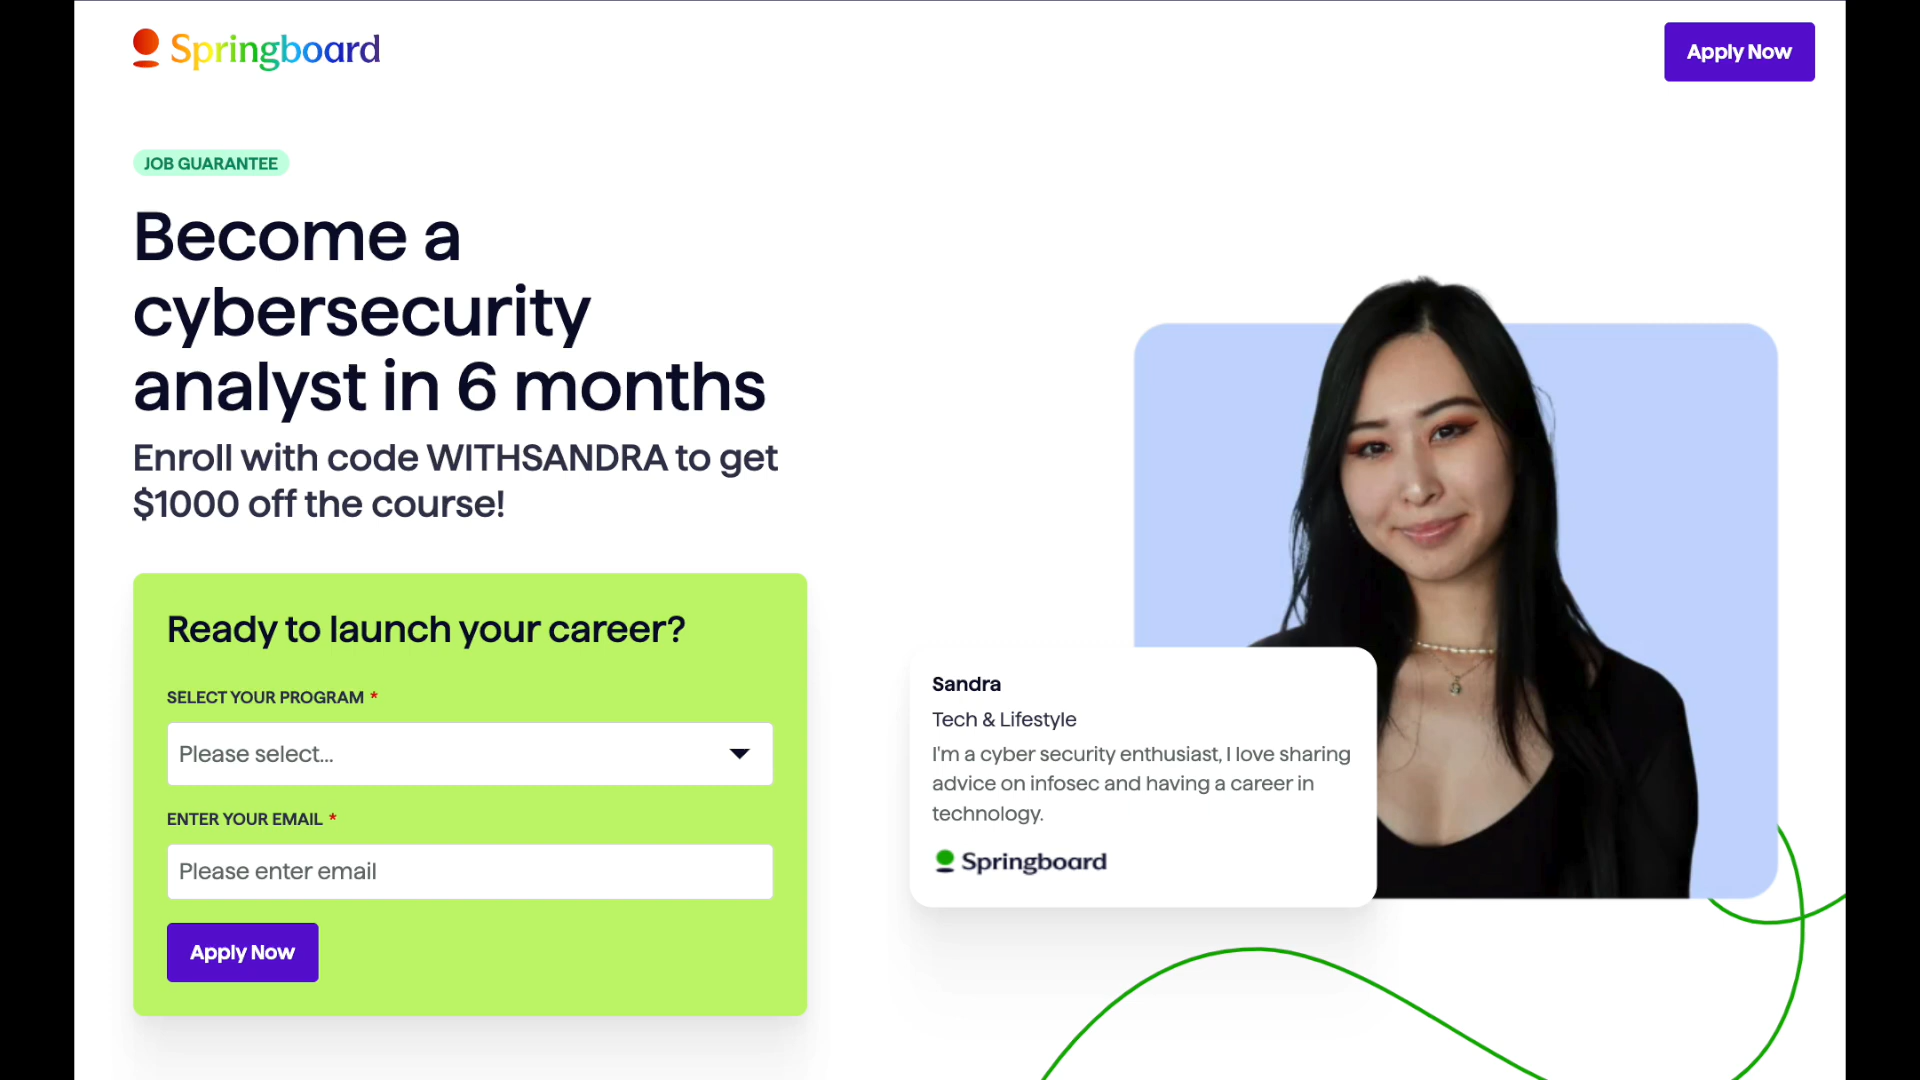 Springboard
Apply Now
JOB GUARANTEE
Become a
cybersecurity
analyst in 6 months
Enroll with code WITHSANDRA to get
$1000 off the course!
Ready to launch your career?
SELECT YOUR PROGRAM *
Please select...
ENTER YOUR EMAIL *
Please enter email
Apply Now
Sandra
Tech & Lifestyle
I'm a cyber security enthusiast, I love sharing
advice on infosec and having a career in
technology.
Springboard